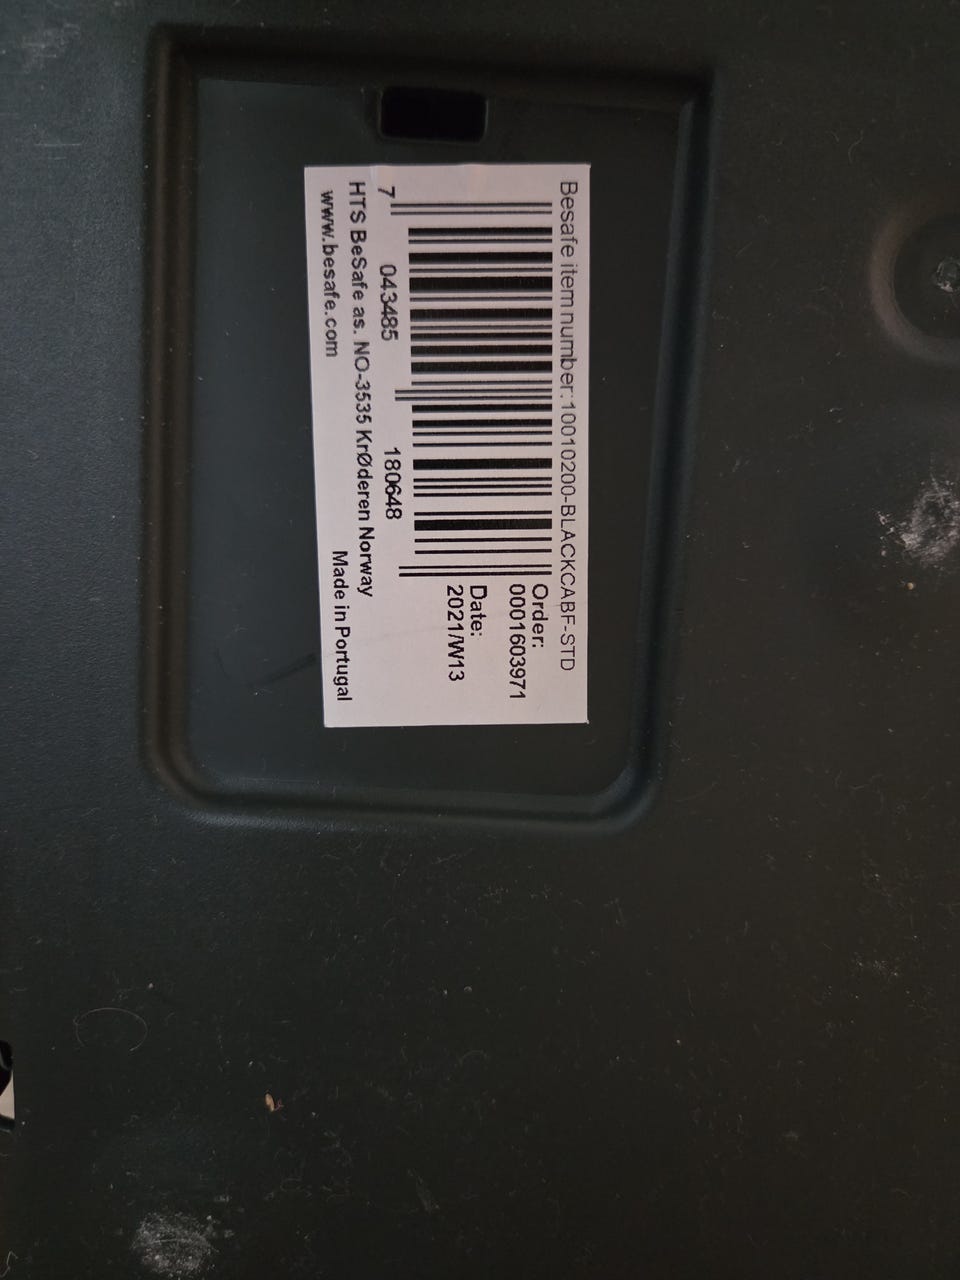 Besafe item number:10010200-BLACKCABF-STD
Order:
0001603971
Date:
2021/W13
7 043485 180648
HTS BeSafe as. NO-3535 KrØderen Norway
www.besafe.com Made in Portugal